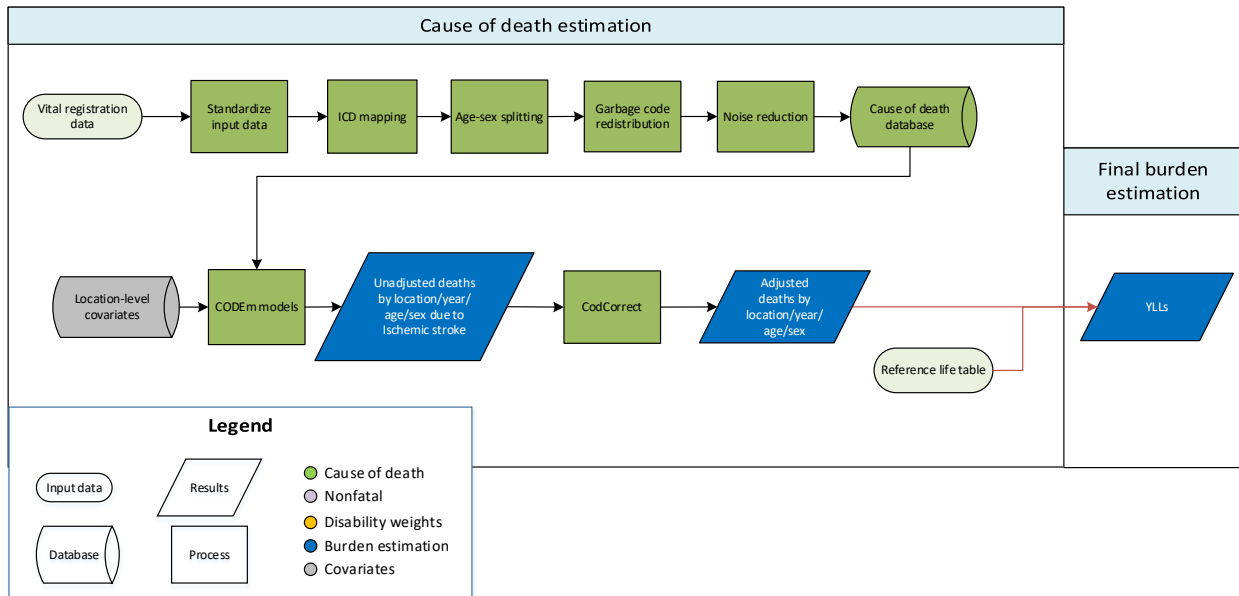 Cause of death estimation
Vital registration
data
Standardize
input data
ICD mapping
Age-sex splitting
Garbage code
redistribution
Noise reduction
Cause of death
database
Final burden
estimation
Location-level
covariates
CODEm models
Unadjusted deaths
by location/year/
age/sex due to
Ischemic stroke
CodCorrect
Adjusted
deaths by
location/year/
age/sex
YLLs
Reference life table
Legend
Input data
Results
Database
Process
Cause of death
Nonfatal
Disability weights
Burden estimation
Covariates